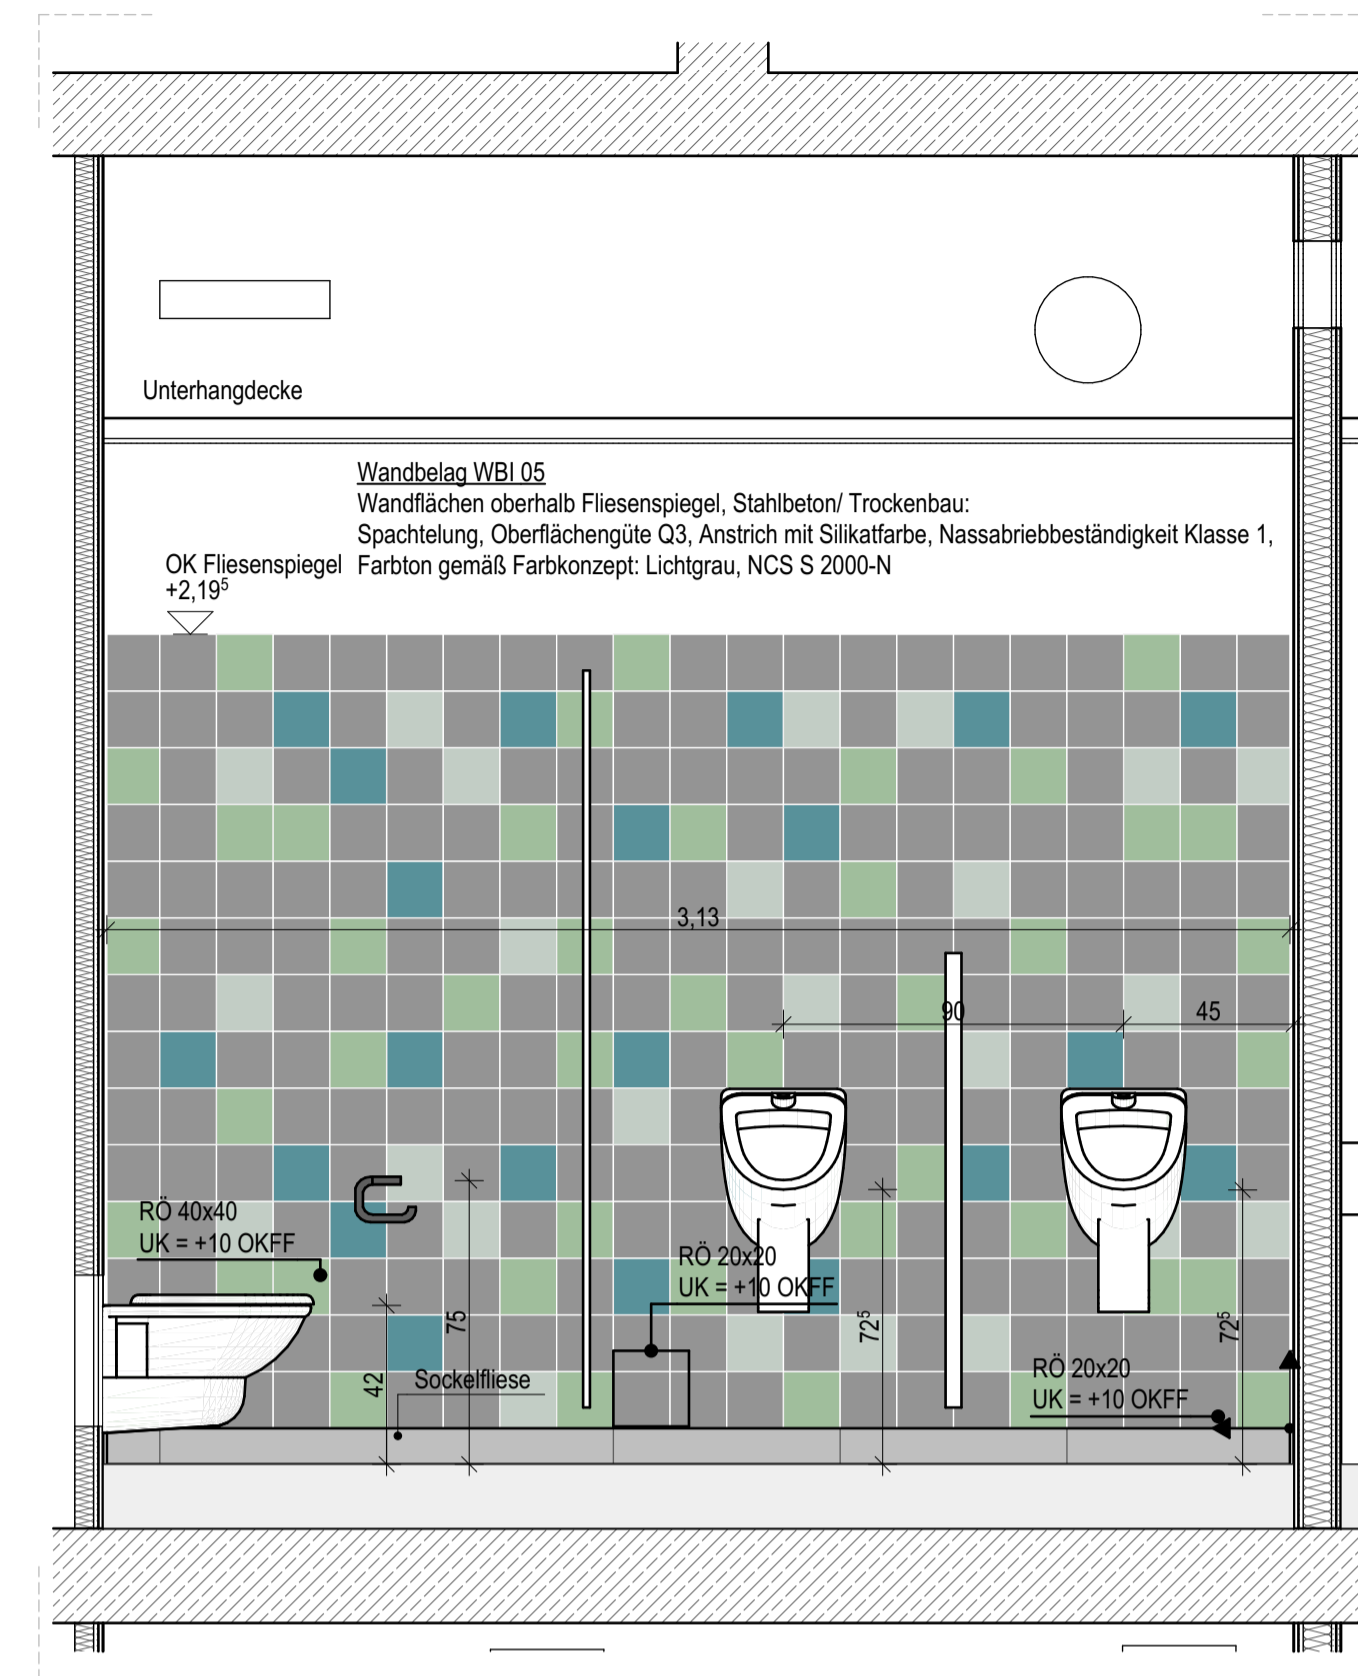 Unterhangdecke
Wandbelag WBI 05
Wandflächen oberhalb Fliesenspiegel, Stahlbeton/ Trockenbau:
Spachtelung, Oberflächengüte Q3, Anstrich mit Silikatfarbe, Nassabriebbeständigkeit Klasse 1,
Farbton gemäß Farbkonzept: Lichtgrau, NCS S 2000-N
OK Fliesenspiegel
+2,19⁵
3,13
90
45
RÖ 40x40
UK = +10 OKFF
RÖ 20x20
UK = +10 OKFF
75
72⁵
72⁵
42
Sockelfliese
RÖ 20x20
UK = +10 OKFF